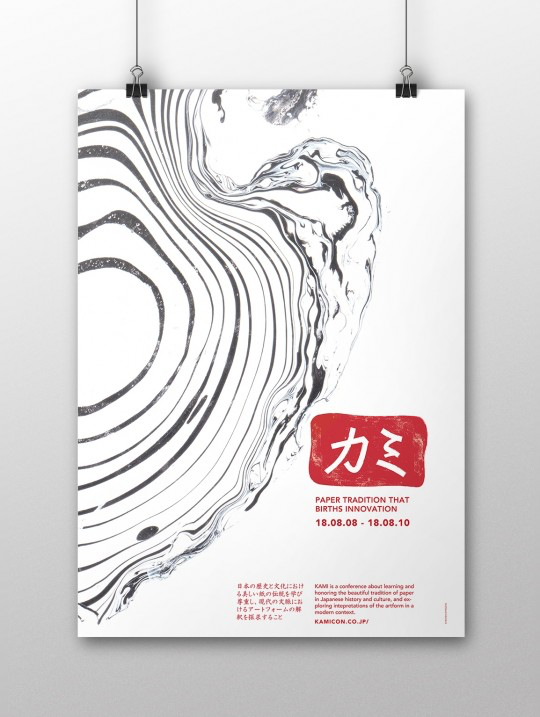 カミ
PAPER TRADITION THAT
BIRTHS INNOVATION
18.08.08 - 18.08.10
日本の歴史と文化におけ
る美しい紙の伝統を学び
尊重し、現代の文脈にお
けるアートフォームの解
釈を探求すること
KAMI is a conference about learning and
honoring the beautiful tradition of paper
in Japanese history and culture, and ex-
ploring intepretations of the artform in a
modern context.
KAMICON.CO.JP/